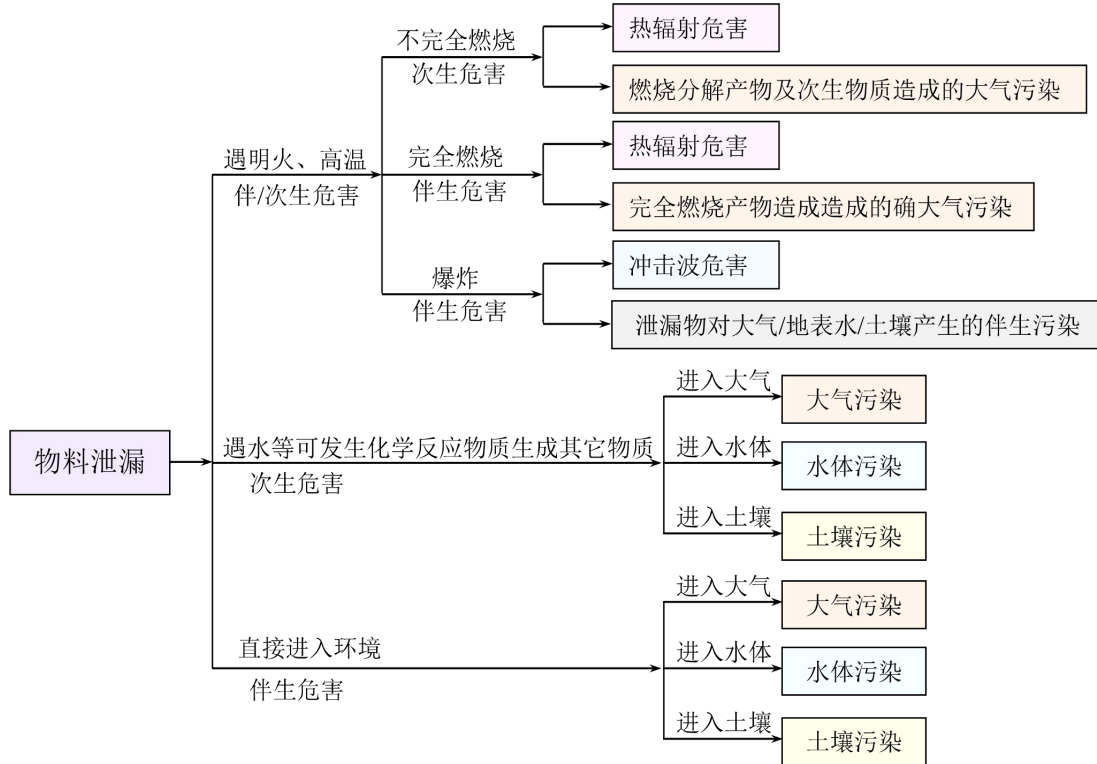 不完全燃烧
次生危害
热辐射危害
燃烧分解产物及次生物质造成的大气污染
遇明火、高温
伴/次生危害
完全燃烧
伴生危害
热辐射危害
完全燃烧产物造成造成的确大气污染
爆炸
伴生危害
冲击波危害
泄漏物对大气/地表水/土壤产生的伴生污染
物料泄漏
遇水等可发生化学反应物质生成其它物质
次生危害
进入大气
大气污染
进入水体
水体污染
进入土壤
土壤污染
直接进入环境
伴生危害
进入大气
大气污染
进入水体
水体污染
进入土壤
土壤污染